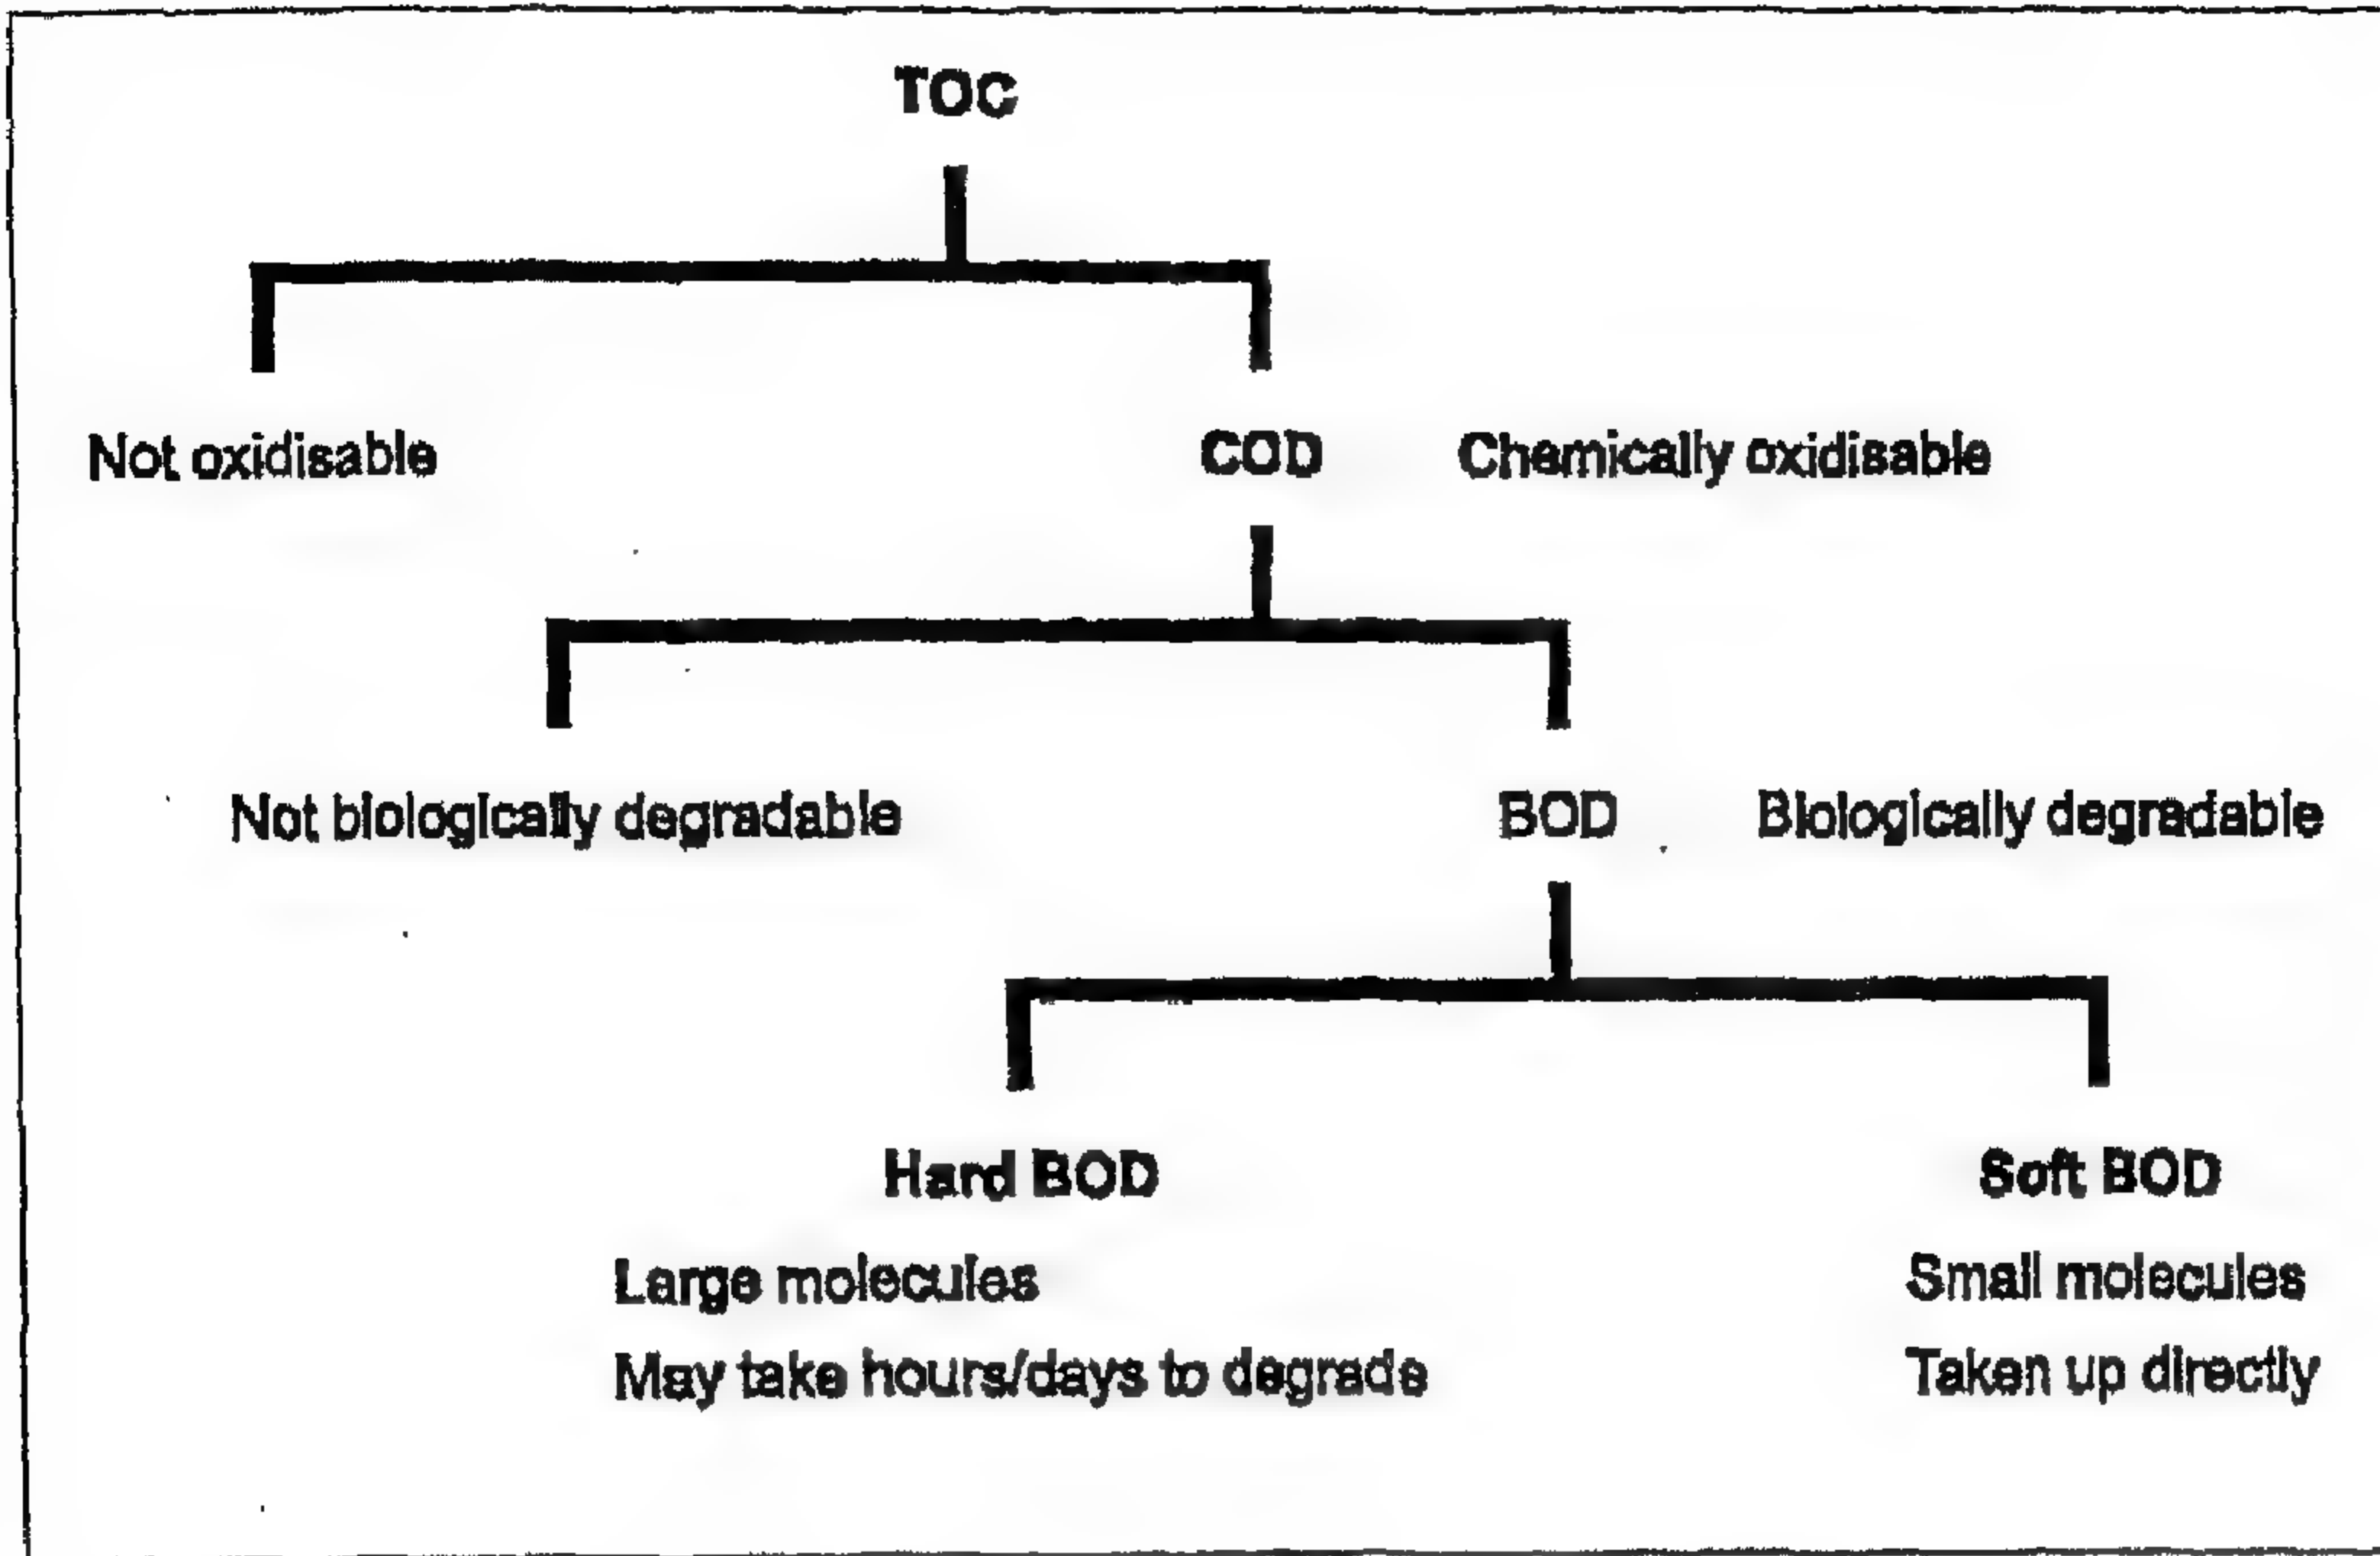 TOC
Not oxidisable
COD
Chemically oxidisable
Not biologically degradable
BOD
Biologically degradable
Hard BOD
Soft BOD
Large molecules
Small molecules
May take hours/days to degrade
Taken up directly